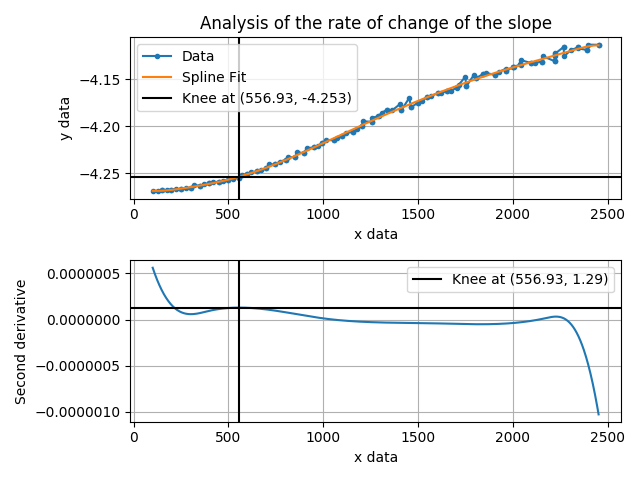 Analysis of the rate of change of the slope
Data
Spline Fit
Knee at (556.93, -4.253)
y data
−4.15
−4.20
−4.25
0 500 1000 1500 2000 2500
x data
Knee at (556.93, 1.29)
Second derivative
0.0000005
0.0000000
−0.0000005
−0.0000010
0 500 1000 1500 2000 2500
x data